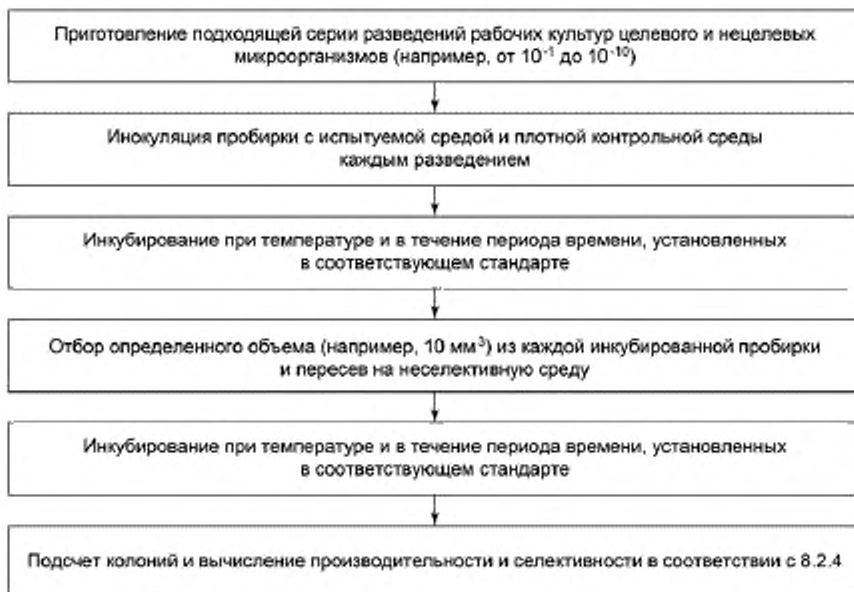 Приготовление подходящей серии разведений рабочих культур целевого и нецелевых
микроорганизмов (например, от 10⁻¹ до 10⁻¹⁰)
Инокуляция пробирки с испытуемой средой и плотной контрольной среды
каждым разведением
Инкубирование при температуре и в течение периода времени, установленных
в соответствующем стандарте
Отбор определенного объема (например, 10 мм³) из каждой инкубированной пробирки
и пересев на неселективную среду
Инкубирование при температуре и в течение периода времени, установленных
в соответствующем стандарте
Подсчет колоний и вычисление производительности и селективности в соответствии с 8.2.4